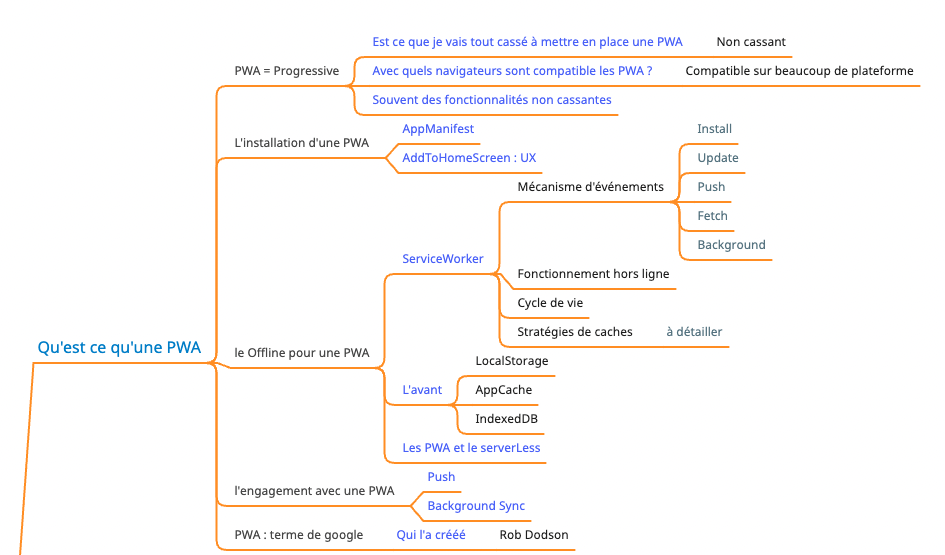 Est ce que je vais tout cassé à mettre en place une PWA Non cassant
PWA = Progressive
Avec quels navigateurs sont compatible les PWA ? Compatible sur beaucoup de plateforme
Souvent des fonctionnalités non cassantes
L'installation d'une PWA
AppManifest
AddToHomeScreen : UX
Mécanisme d'événements
Install
Update
Push
Fetch
Background
ServiceWorker
Fonctionnement hors ligne
Cycle de vie
Stratégies de caches à détailler
Qu'est ce qu'une PWA
le Offline pour une PWA
L'avant
LocalStorage
AppCache
IndexedDB
Les PWA et le serverLess
l'engagement avec une PWA
Push
Background Sync
PWA : terme de google Qui l'a crééé Rob Dodson